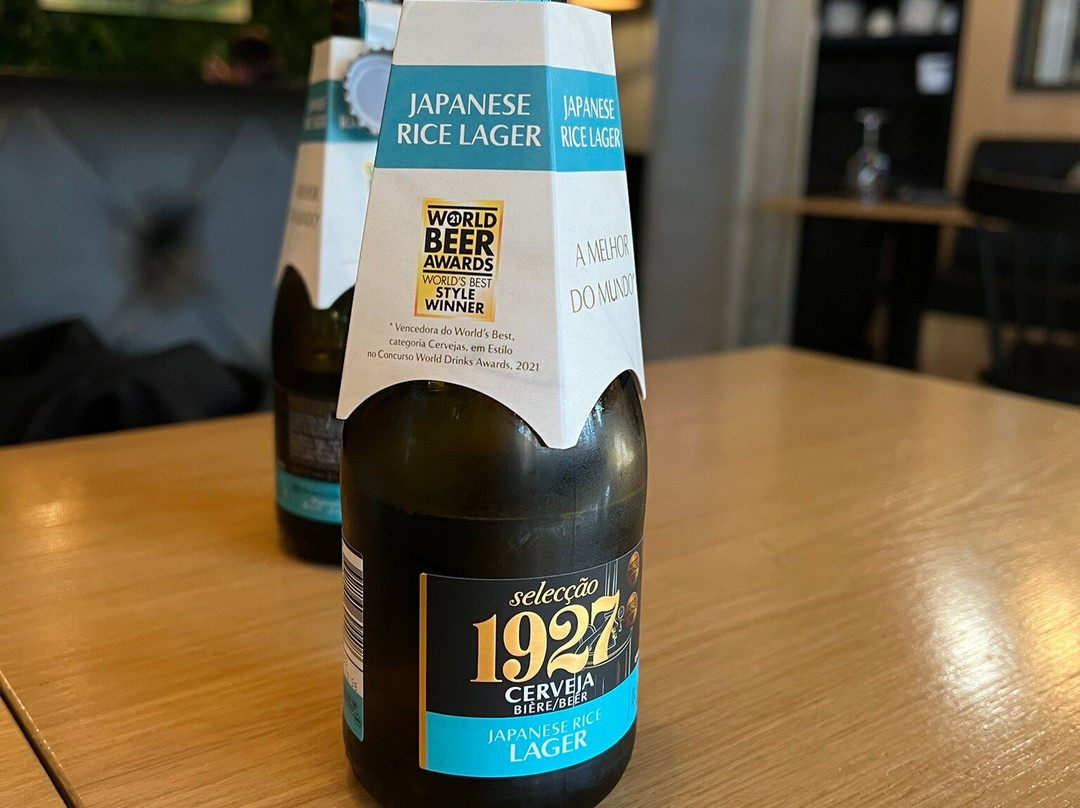 JAPANESE
RICE LAGER
JAPANESE
RICE LAGER
WORLD
21
BEER
AWARDS
WORLD'S BEST
STYLE
WINNER
* Vencedora do World's Best,
categoria Cervejas, em Estilo
no Concurso World Drinks Awards, 2021
A MELHOR
DO MUNDO*
selecção
1927
CERVEJA
BIÈRE/BEER
JAPANESE RICE
LAGER